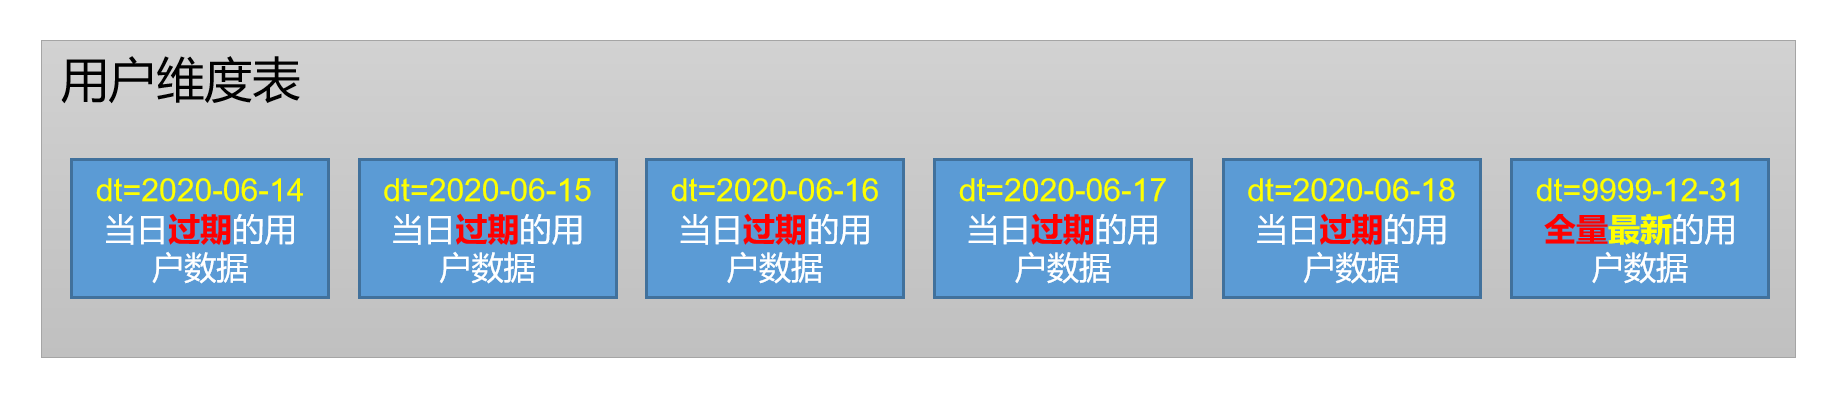 用户维度表
dt=2020-06-14
当日过期的用
户数据
dt=2020-06-15
当日过期的用
户数据
dt=2020-06-16
当日过期的用
户数据
dt=2020-06-17
当日过期的用
户数据
dt=2020-06-18
当日过期的用
户数据
dt=9999-12-31
全量最新的用
户数据